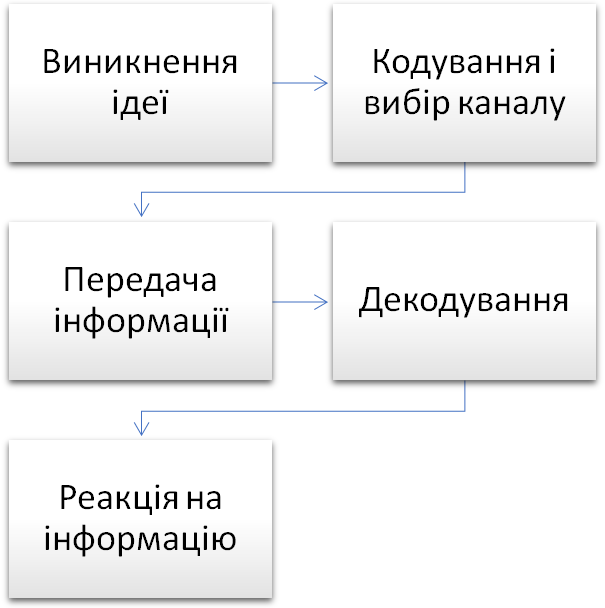 Виникнення
ідеї
Кодування і
вибір каналу
Передача
інформації
Декодування
Реакція на
інформацію